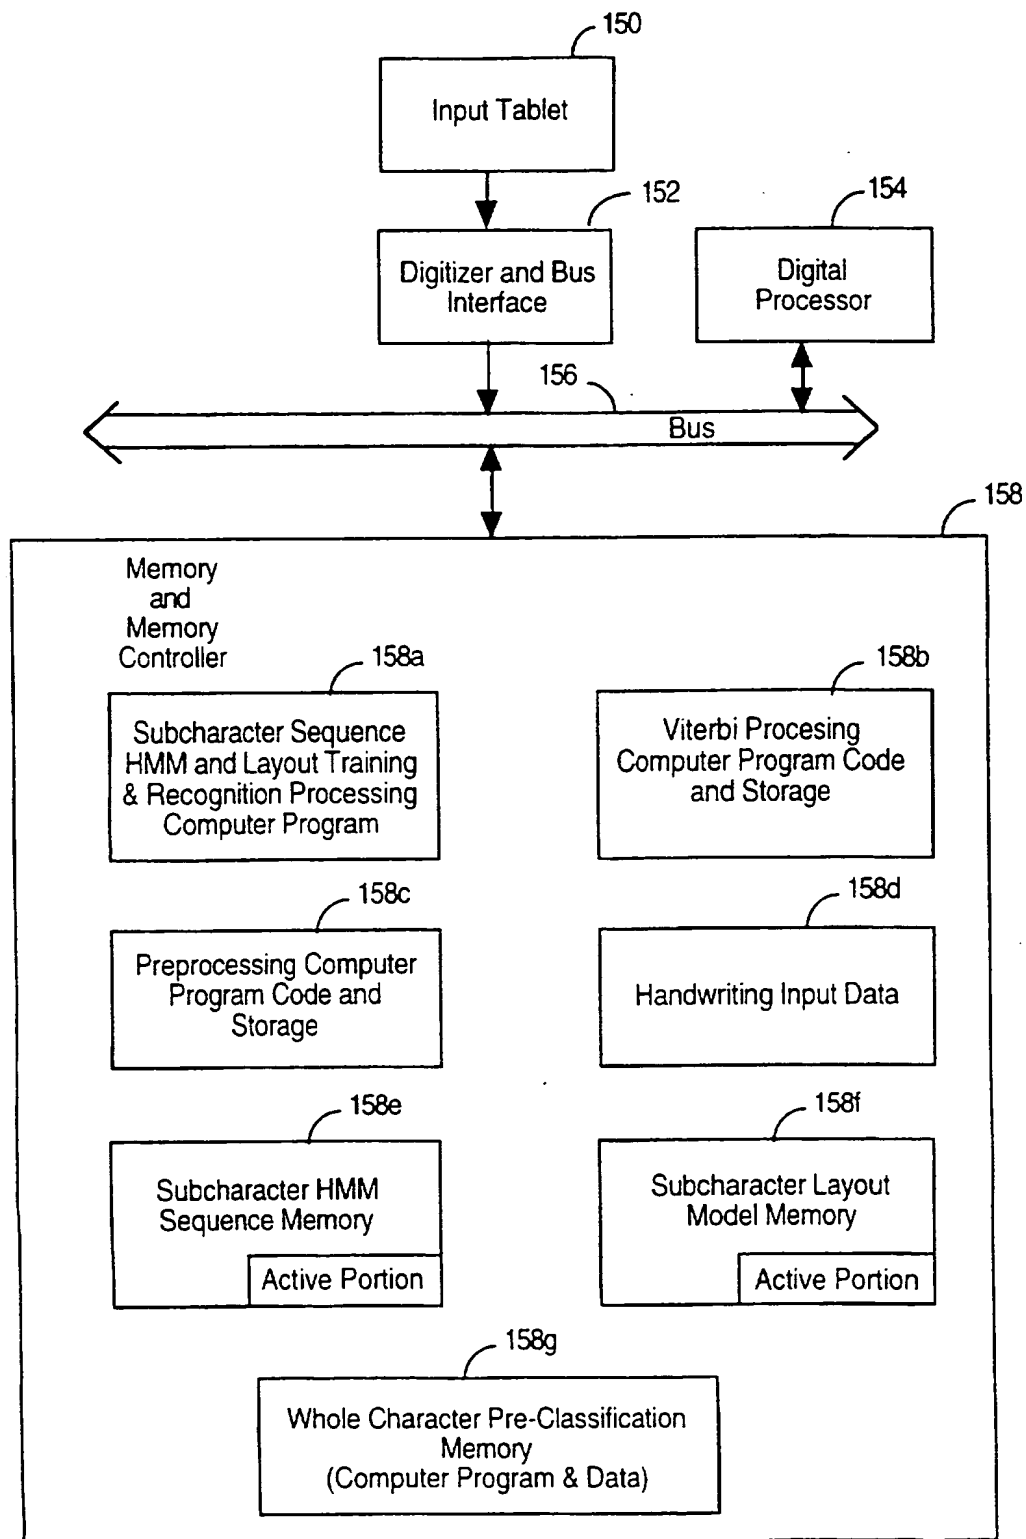 150
Input Tablet
152
154
Digitizer and Bus
Interface
Digital
Processor
156
Bus
158
Memory
and
Memory
Controller
158a
158b
Subcharacter Sequence
HMM and Layout Training
& Recognition Processing
Computer Program
Viterbi Procesing
Computer Program Code
and Storage
158c
158d
Preprocessing Computer
Program Code and
Storage
Handwriting Input Data
158e
158f
Subcharacter HMM
Sequence Memory
Active Portion
Subcharacter Layout
Model Memory
Active Portion
158g
Whole Character Pre-Classification
Memory
(Computer Program & Data)